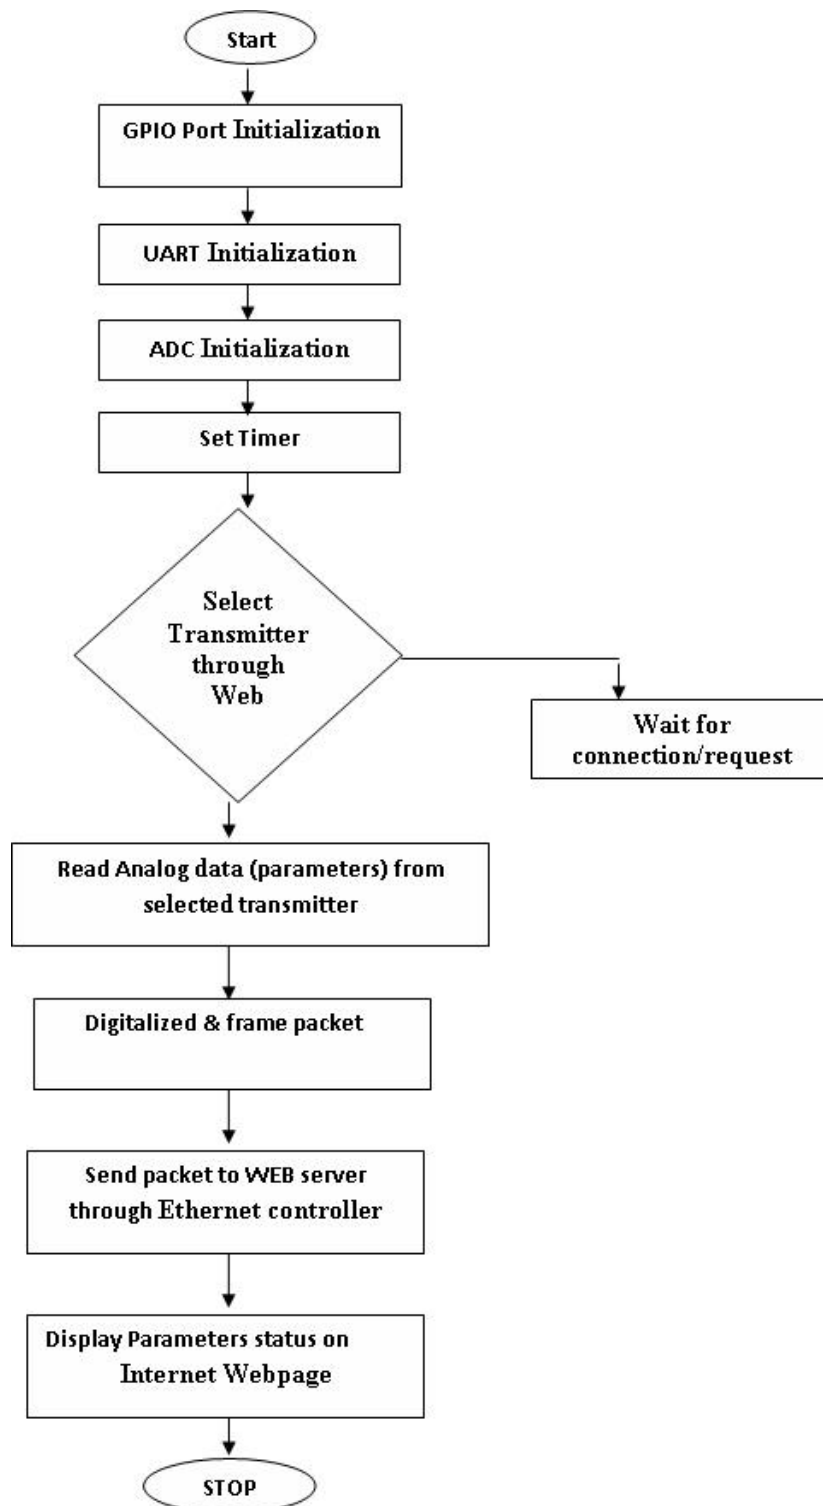 Start
GPIO Port Initialization
UART Initialization
ADC Initialization
Set Timer
Select
Transmitter
through
Web
Wait for
connection/request
Read Analog data (parameters) from
selected transmitter
Digitalized & frame packet
Send packet to WEB server
through Ethernet controller
Display Parameters status on
Internet Webpage
STOP